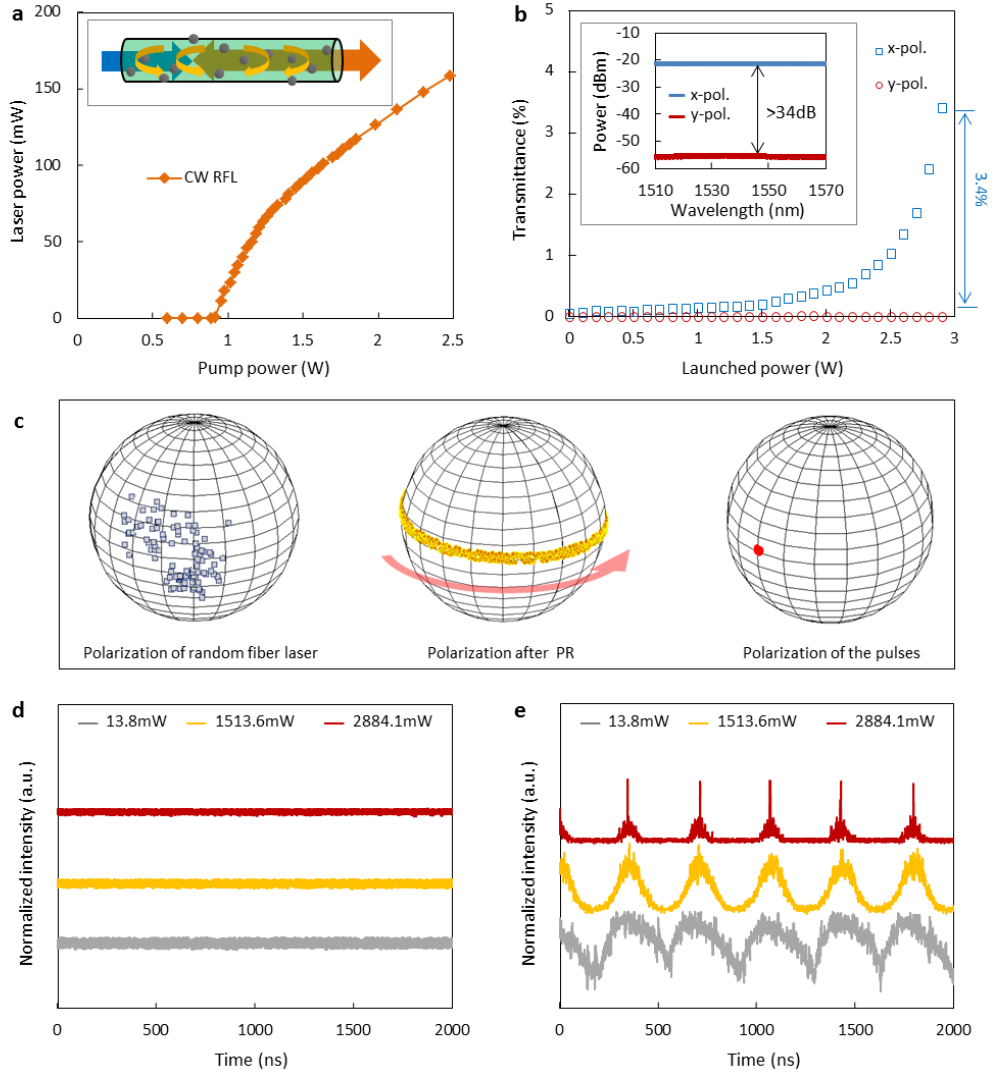 a
200
150
100
50
0
Laser power (mW)
CW RFL
0 0.5 1 1.5 2 2.5
Pump power (W)
b
5
4
3
2
1
0
Transmittance (%)
x-pol.
y-pol.
3.4%
-10
-20
-30
-40
-50
-60
Power (dBm)
x-pol.
y-pol.
>34dB
1510 1530 1550 1570
Wavelength (nm)
0 0.5 1 1.5 2 2.5 3
Launched power (W)
c
Polarization of random fiber laser
Polarization after PR
Polarization of the pulses
d
13.8mW 1513.6mW 2884.1mW
Normalized intensity (a.u.)
0 500 1000 1500 2000
Time (ns)
e
13.8mW 1513.6mW 2884.1mW
Normalized intensity (a.u.)
0 500 1000 1500 2000
Time (ns)